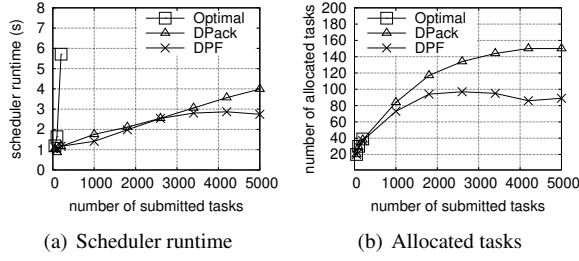 scheduler runtime (s)
8
7
6
5
4
3
2
1
0
0 1000 2000 3000 4000 5000
number of submitted tasks
Optimal
DPack
DPF
(a) Scheduler runtime
number of allocated tasks
200
180
160
140
120
100
80
60
40
20
0 1000 2000 3000 4000 5000
number of submitted tasks
Optimal
DPack
DPF
(b) Allocated tasks